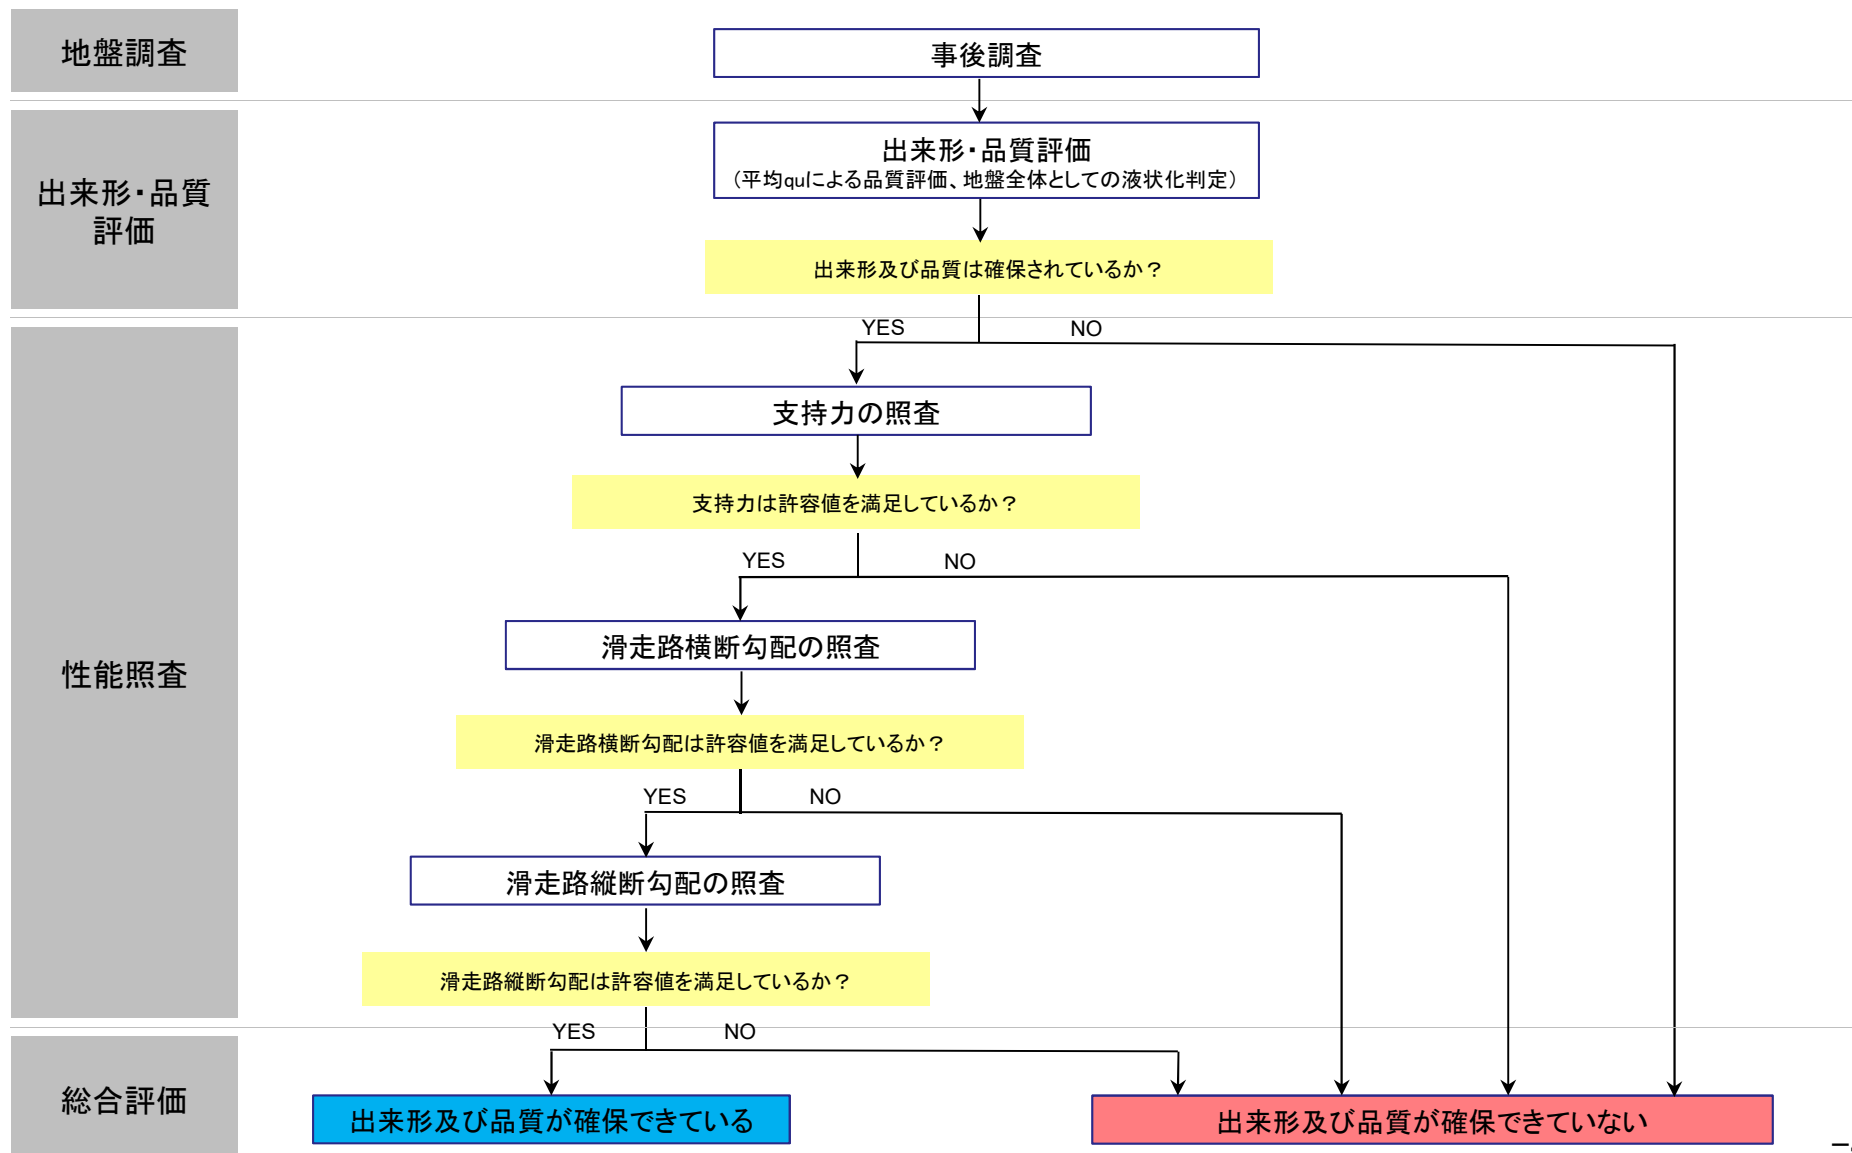 地盤調査
事後調査
出来形・品質
評価
出来形・品質評価
（平均quによる品質評価、地盤全体としての液状化判定）
出来形及び品質は確保されているか？
YES
NO
性能照査
支持力の照査
支持力は許容値を満足しているか？
YES
NO
滑走路横断勾配の照査
滑走路横断勾配は許容値を満足しているか？
YES
NO
滑走路縦断勾配の照査
滑走路縦断勾配は許容値を満足しているか？
YES
NO
総合評価
出来形及び品質が確保できている
出来形及び品質が確保できていない